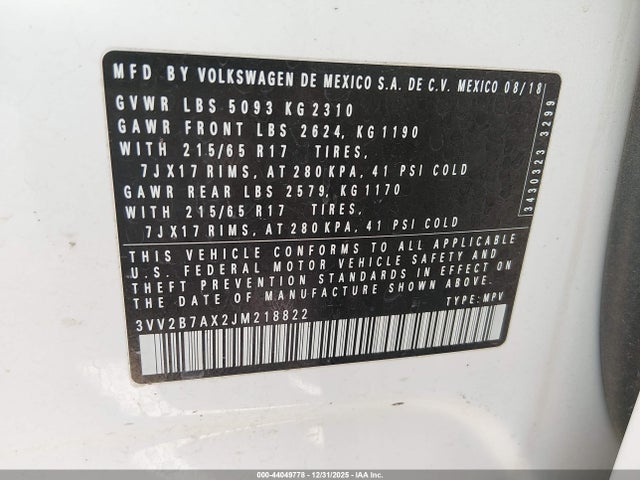 MFD BY VOLKSWAGEN DE MEXICO S.A. DE C.V. MEXICO 08/18
GVWR LBS 5093 KG 2310
GAWR FRONT LBS 2624, KG 1190
WITH 215/65 R17 TIRES,
7JX17 RIMS, AT 280 KPA, 41 PSI COLD
GAWR REAR LBS 2579, KG 1170
WITH 215/65 R17 TIRES,
7JX17 RIMS, AT 280 KPA, 41 PSI COLD
THIS VEHICLE CONFORMS TO ALL APPLICABLE
U.S. FEDERAL MOTOR VEHICLE SAFETY AND
THEFT PREVENTION STANDARDS IN EFFECT ON
THE DATE OF MANUFACTURE SHOWN ABOVE.
3VV2B7AX2JM218822 TYPE: MPV
3430323 3299
000-44049778 - 12/31/2025 - IAA Inc.